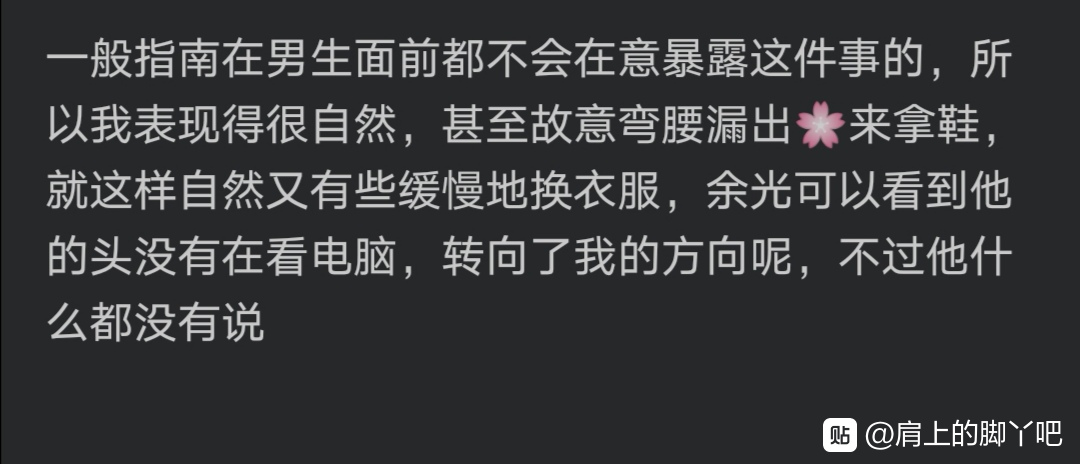 一般指南在男生面前都不会在意暴露这件事的，所
以我表现得很自然，甚至故意弯腰漏出🌸来拿鞋，
就这样自然又有些缓慢地换衣服，余光可以看到他
的头没有在看电脑，转向了我的方向呢，不过他什
么都没有说
贴 @肩上的脚丫吧